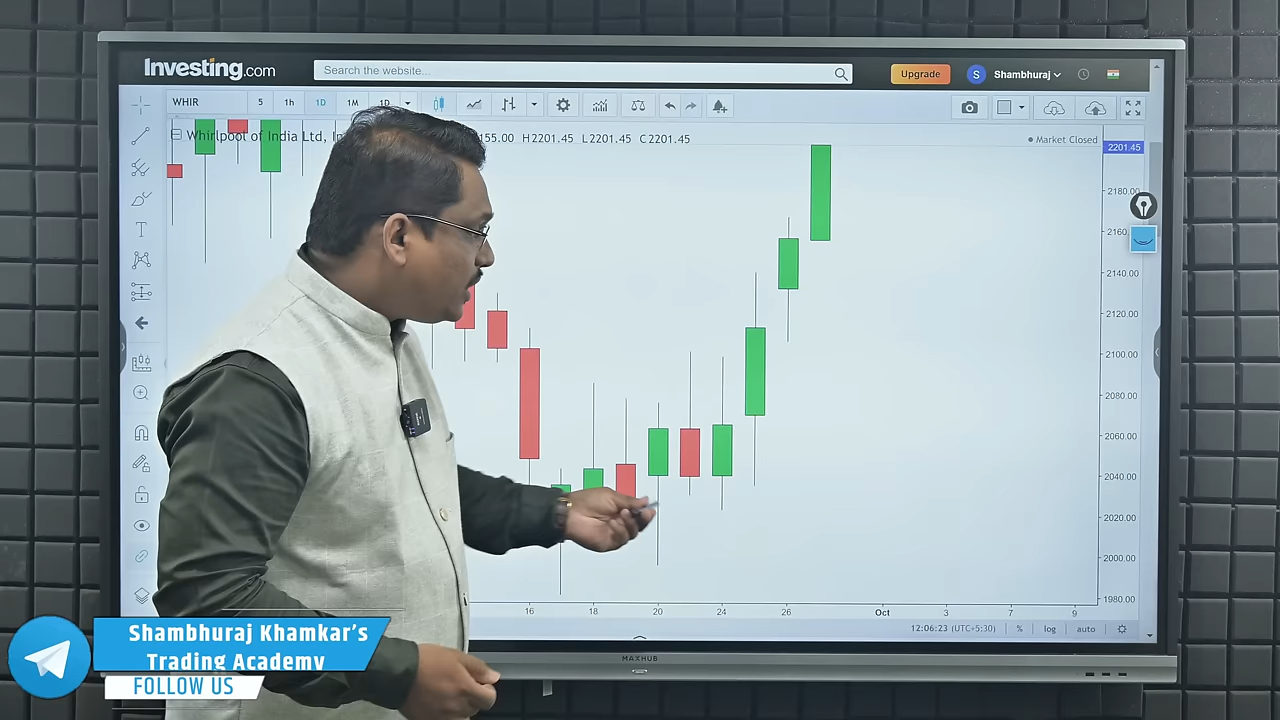 Investing.com
Search the website...
Upgrade
S
Shambhuraj
WHIR
5
1h
1D
1M
1D
Whirlpool of India Ltd,
55.00 H2201.45 L2201.45 C2201.45
Market Closed
2201.45
2180.00
2160
2140.00
2120.00
2100.00
2080.00
2060.00
2040.00
2020.00
2000.00
1980.00
16
18
20
24
26
Oct
3
7
9
12:06:23 (UTC+5:30)
%
log
auto
MAXHUB
Shambhuraj Khamkar's
Trading Academy
FOLLOW US